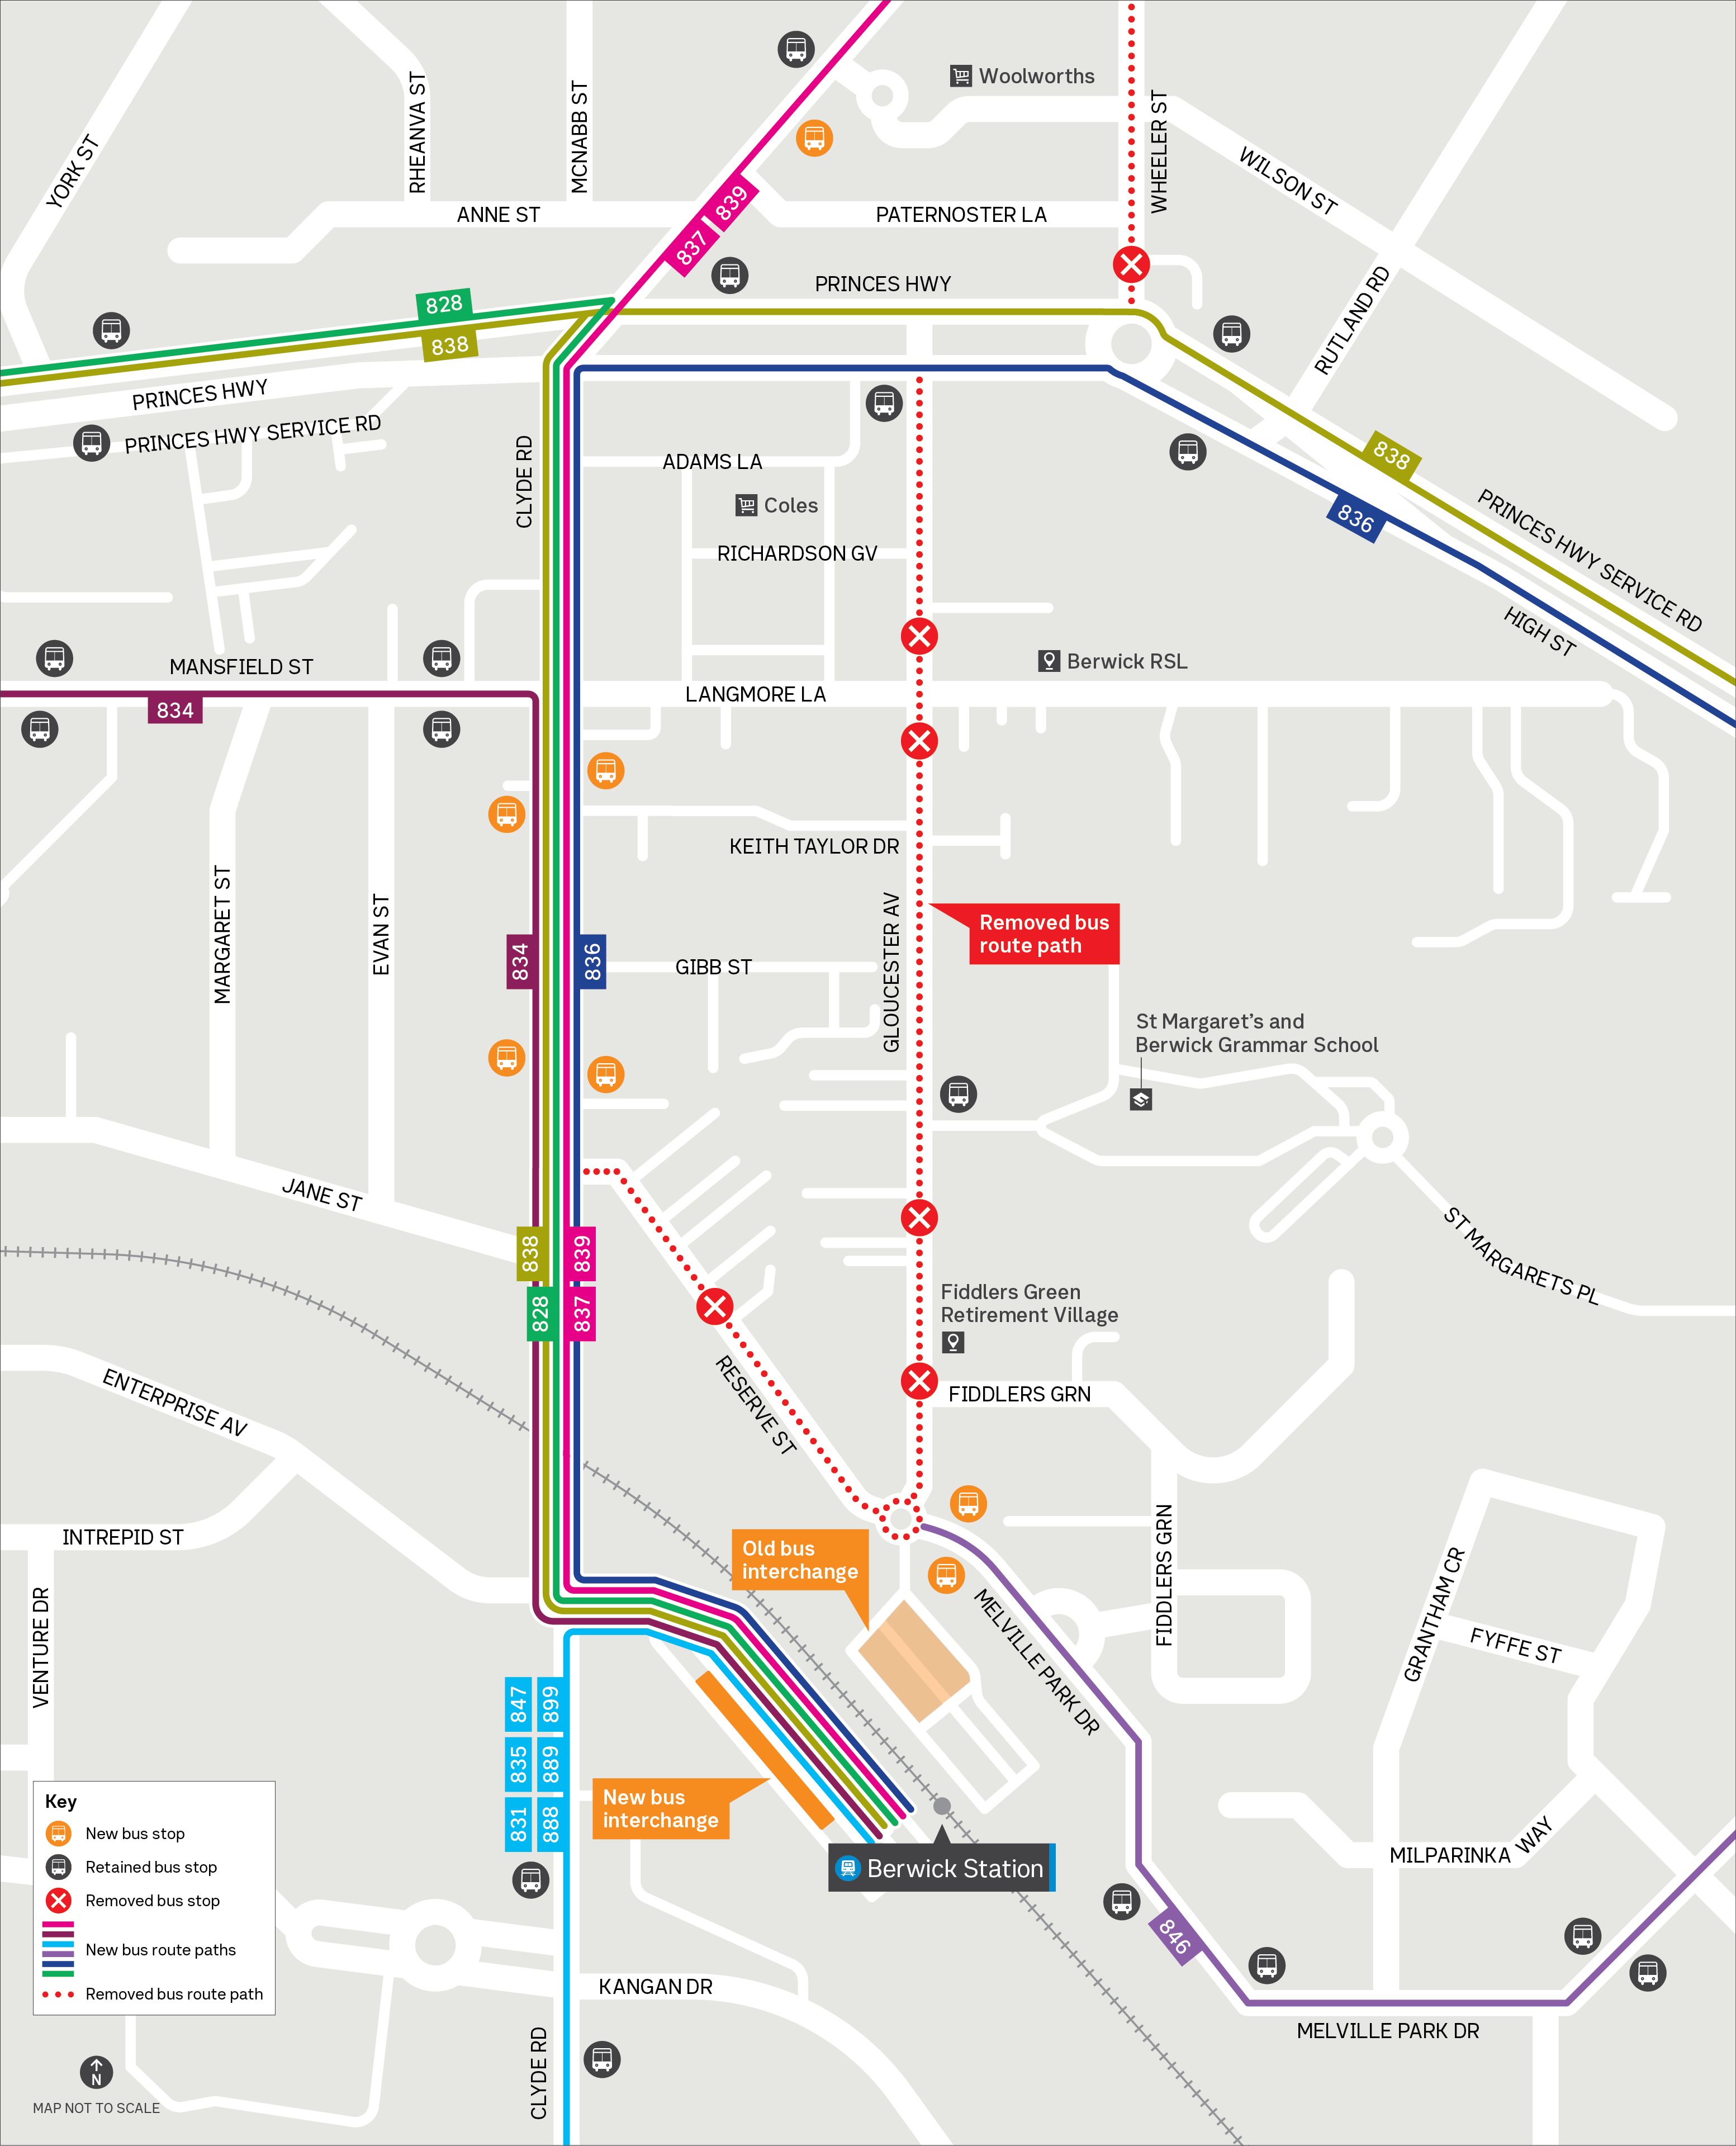 Woolworths
RHEANVA ST
MCNABB ST
WHEELER ST
YORK ST
WILSON ST
ANNE ST
839
837
PATERNOSTER LA
PRINCES HWY
828
838
RUTLAND RD
PRINCES HWY
PRINCES HWY SERVICE RD
CLYDE RD
ADAMS LA
Coles
RICHARDSON GV
838
836
PRINCES HWY SERVICE RD
HIGH ST
MANSFIELD ST
834
LANGMORE LA
Berwick RSL
KEITH TAYLOR DR
MARGARET ST
EVAN ST
834
836
GIBB ST
GLOUCESTER AV
Removed bus
route path
St Margaret's and
Berwick Grammar School
JANE ST
838
839
828
837
ST MARGARETS PL
Fiddlers Green
Retirement Village
RESERVE ST
FIDDLERS GRN
ENTERPRISE AV
INTREPID ST
VENTURE DR
Old bus
interchange
MELVILLE PARK DR
FIDDLERS GRN
GRANTHAM CR
FYFFE ST
847
899
835
889
831
888
New bus
interchange
Berwick Station
MILPARINKA WAY
846
MELVILLE PARK DR
KANGAN DR
CLYDE RD
Key
New bus stop
Retained bus stop
Removed bus stop
New bus route paths
Removed bus route path
N
MAP NOT TO SCALE